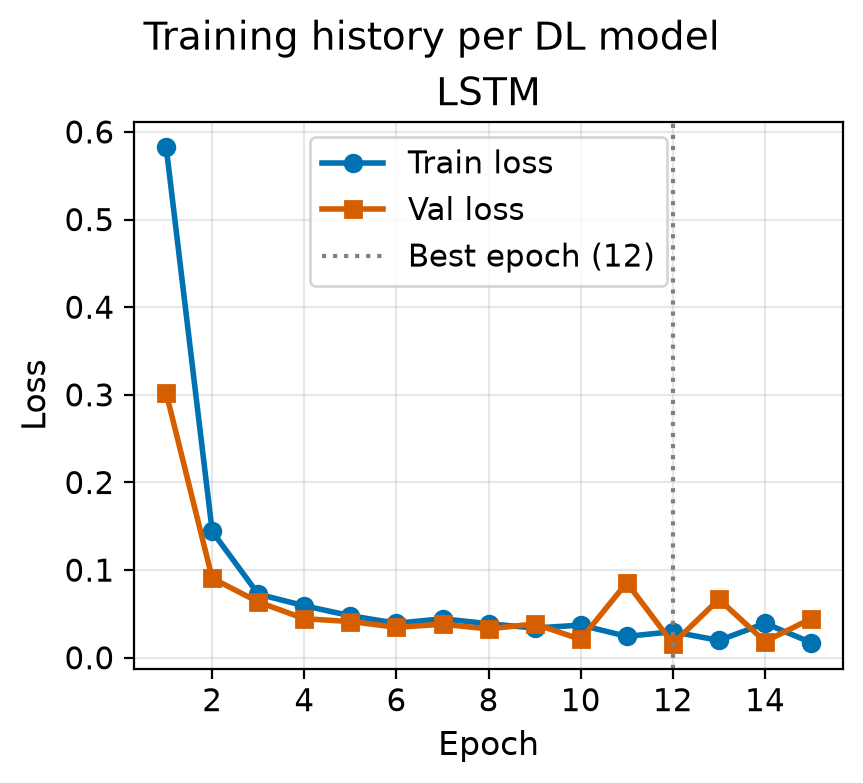 Training history per DL model
LSTM
Train loss
Val loss
Best epoch (12)
Loss
0.6
0.5
0.4
0.3
0.2
0.1
0.0
2 4 6 8 10 12 14
Epoch